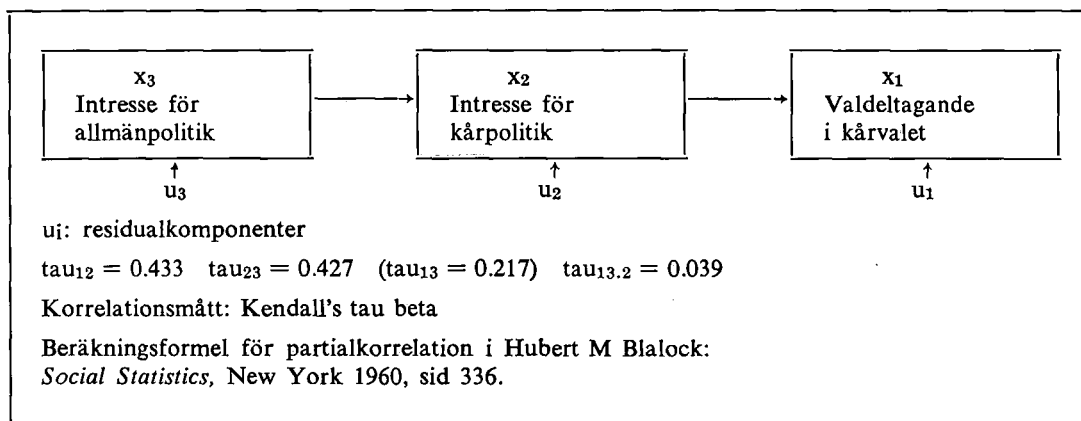 x3 x2 x1
Intresse för Intresse för Valdeltagande
allmänpolitik kårpolitik i kårvalet
u3 u2 u1
ui: residualkomponenter
tau12 = 0.433 tau23 = 0.427 (tau13 = 0.217) tau13.2 = 0.039
Korrelationsmått: Kendall's tau beta
Beräkningsformel för partialkorrelation i Hubert M Blalock:
Social Statistics, New York 1960, sid 336.